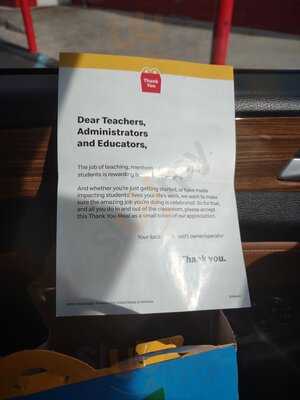 Thank
You
Dear Teachers,
Administrators
and Educators,
The job of teaching,
students is rewarding
And whether you're just getting started, or have made
impacting students' lives your life's work, we want to make
sure the amazing job you're doing is celebrated. So for that,
and all you do in and out of the classroom, please accept
this Thank You Meal as a small token of our appreciation.
Your local owner/operator
Thank you.